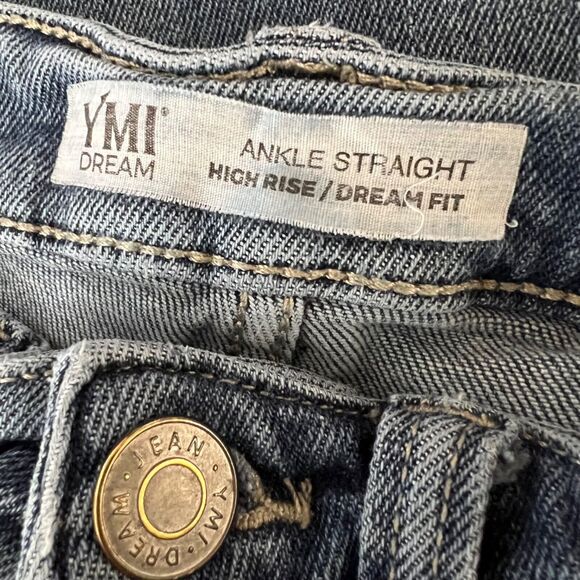 YMI®
DREAM
ANKLE STRAIGHT
HIGH RISE / DREAM FIT
DREAM · JEAN · YMI ·